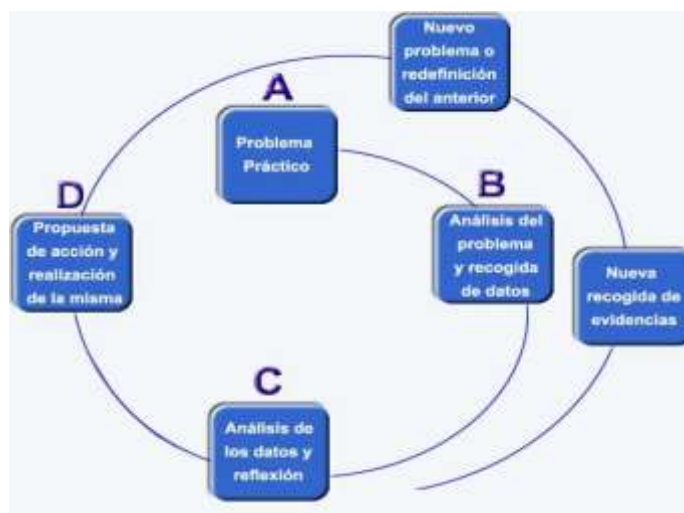 A
Problema
Práctico
B
Análisis del
problema
y recogida
de datos
C
Análisis de
los datos y
reflexión
D
Propuesta
de acción y
realización
de la misma
Nuevo
problema o
redefinición
del anterior
Nueva
recogida de
evidencias